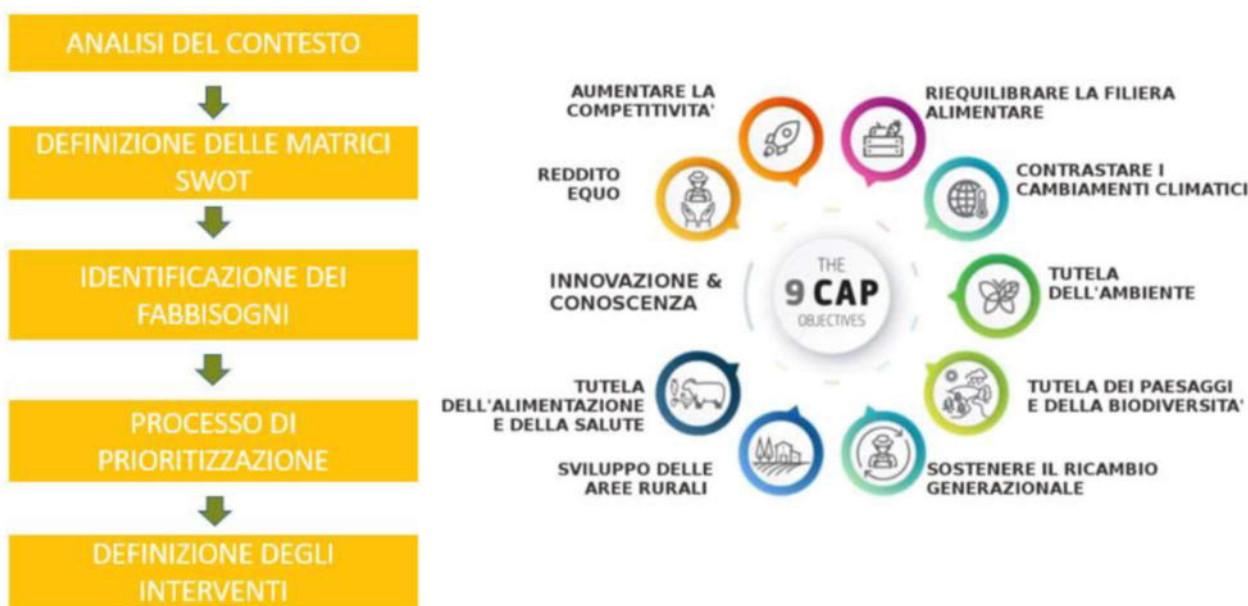 ANALISI DEL CONTESTO
DEFINIZIONE DELLE MATRICI
SWOT
IDENTIFICAZIONE DEI
FABBISOGNI
PROCESSO DI
PRIORITIZZAZIONE
DEFINIZIONE DEGLI
INTERVENTI
AUMENTARE LA
COMPETITIVITA'
RIEQUILIBRARE LA FILIERA
ALIMENTARE
REDDITO
EQUO
CONTRASTARE I
CAMBIAMENTI CLIMATICI
INNOVAZIONE &
CONOSCENZA
THE
9 CAP
OBJECTIVES
TUTELA
DELL'AMBIENTE
TUTELA
DELL'ALIMENTAZIONE
E DELLA SALUTE
TUTELA DEI PAESAGGI
E DELLA BIODIVERSITA'
SVILUPPO DELLE
AREE RURALI
SOSTENERE IL RICAMBIO
GENERAZIONALE